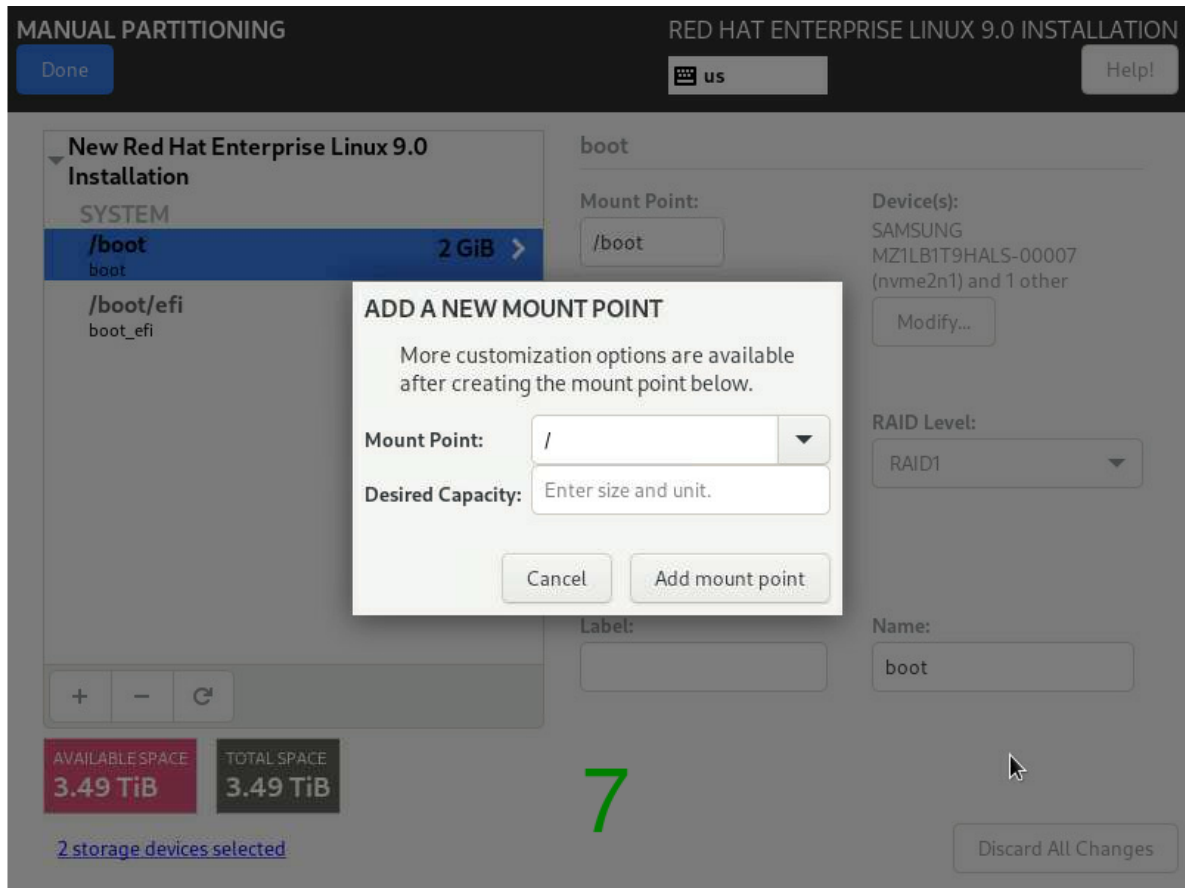 MANUAL PARTITIONING
RED HAT ENTERPRISE LINUX 9.0 INSTALLATION
Done
us
Help!
New Red Hat Enterprise Linux 9.0
Installation
SYSTEM
/boot
2 GiB
boot
/boot/efi
boot_efi
boot
Mount Point:
/boot
Device(s):
SAMSUNG
MZ1LB1T9HALS-00007
(nvme2n1) and 1 other
Modify...
RAID Level:
RAID1
ADD A NEW MOUNT POINT
More customization options are available
after creating the mount point below.
Mount Point:
/
Desired Capacity:
Enter size and unit.
Cancel
Add mount point
Label:
Name:
boot
+ −
AVAILABLE SPACE
3.49 TiB
TOTAL SPACE
3.49 TiB
7
2 storage devices selected
Discard All Changes